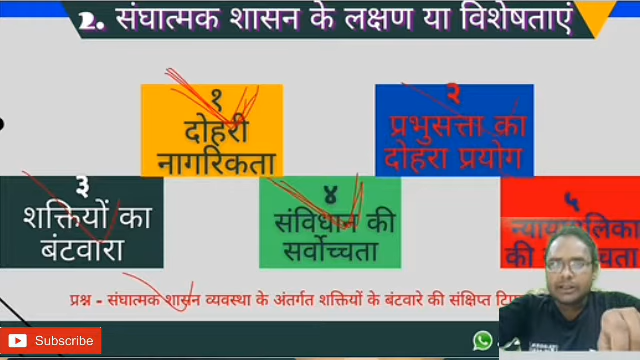 2. संघात्मक शासन के लक्षण या विशेषताएं
१
दोहरी
नागरिकता
२
प्रभुसत्ता का
दोहरा प्रयोग
३
शक्तियों का
बंटवारा
४
संविधान की
सर्वोच्चता
५
की
प्रश्न - संघात्मक शासन व्यवस्था के अंतर्गत शक्तियों के बंटवारे की संक्षिप्त
Subscribe